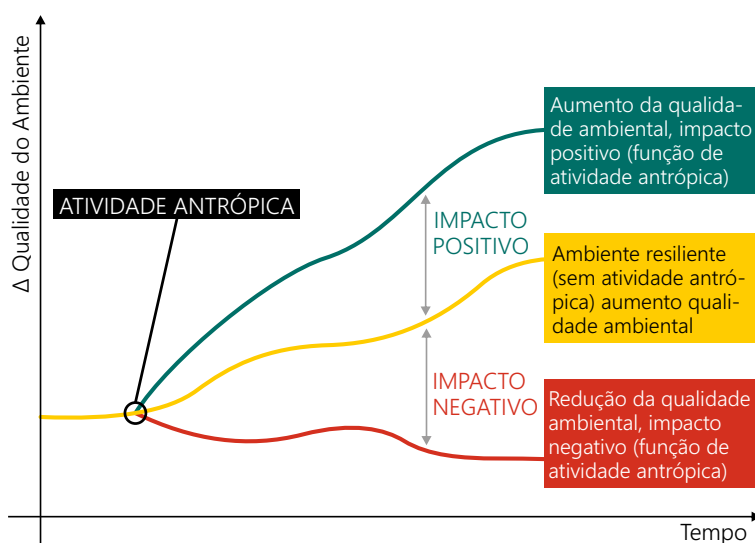 Δ Qualidade do Ambiente
ATIVIDADE ANTRÓPICA
IMPACTO
POSITIVO
IMPACTO
NEGATIVO
Aumento da qualida-
de ambiental, impacto
positivo (função de
atividade antrópica)
Ambiente resiliente
(sem atividade antró-
pica) aumento quali-
dade ambiental
Redução da qualidade
ambiental, impacto
negativo (função de
atividade antrópica)
Tempo